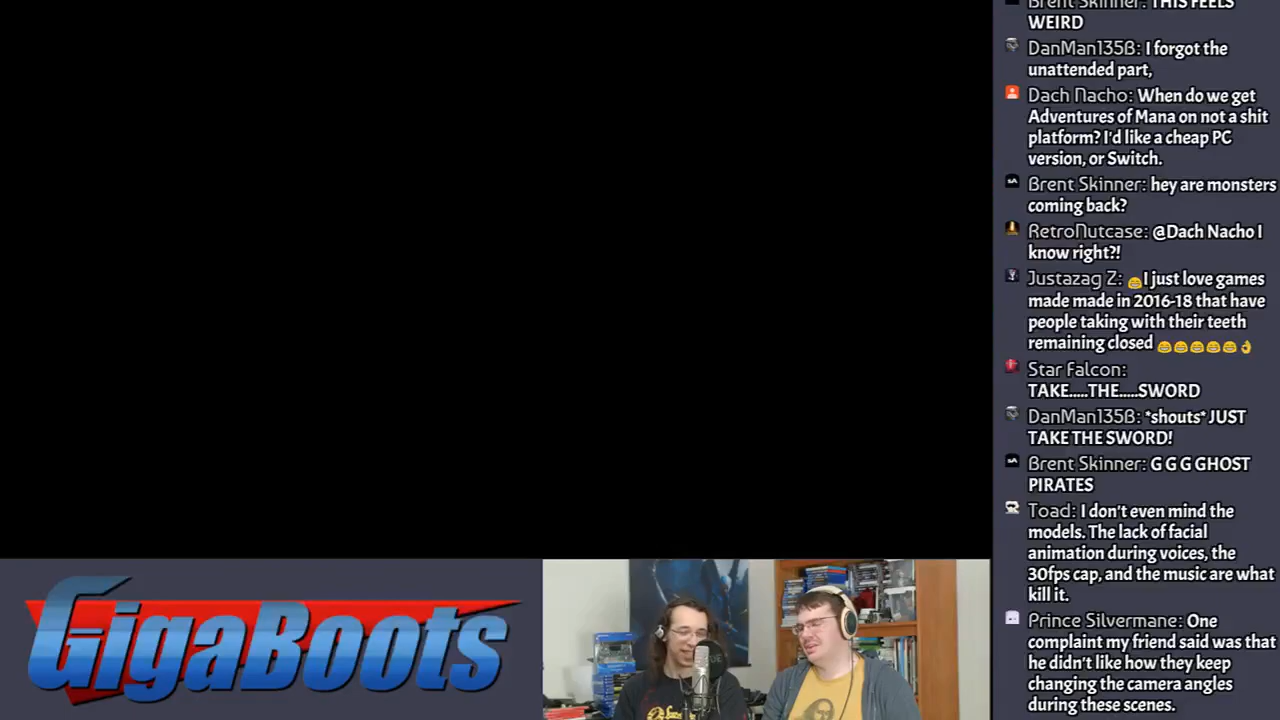 Brent Skinner: THIS FEELS
WEIRD
DanMan135B: I forgot the
unattended part,
Dach Nacho: When do we get
Adventures of Mana on not a shit
platform? I'd like a cheap PC
version, or Switch.
Brent Skinner: hey are monsters
coming back?
RetroNutcase: @Dach Nacho I
know right?!
Justazag Z: 😂I just love games
made made in 2016-18 that have
people taking with their teeth
remaining closed 😂😂😂😂😂👌
Star Falcon:
TAKE.....THE.....SWORD
DanMan135B: *shouts* JUST
TAKE THE SWORD!
Brent Skinner: G G G GHOST
PIRATES
Toad: I don't even mind the
models. The lack of facial
animation during voices, the
30fps cap, and the music are what
kill it.
Prince Silvermane: One
complaint my friend said was that
he didn't like how they keep
changing the camera angles
during these scenes.
GigaBoots